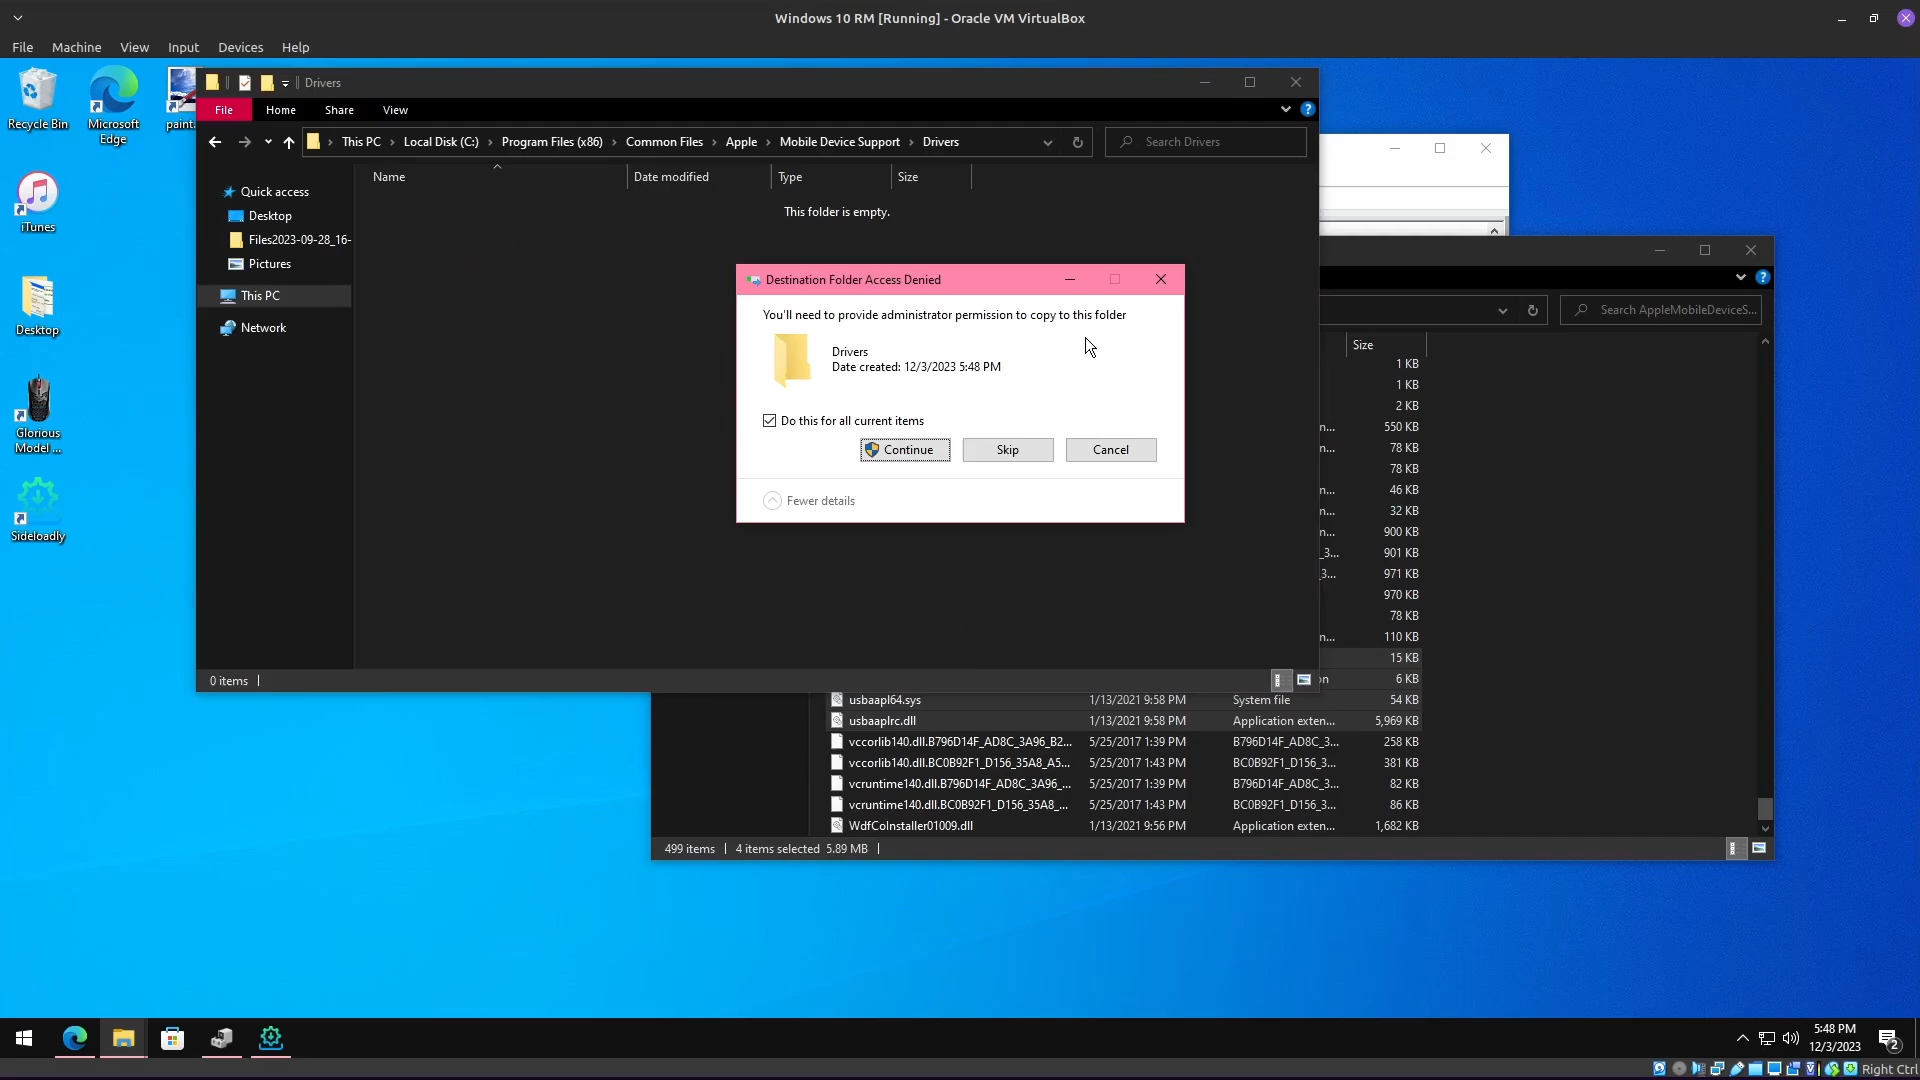 Windows 10 RM [Running] - Oracle VM VirtualBox
File Machine View Input Devices Help
Recycle Bin
Microsoft
Edge
paint.
iTunes
Desktop
Glorious
Model ...
Sideloadly
Drivers
File Home Share View
This PC Local Disk (C:) Program Files (x86) Common Files Apple Mobile Device Support Drivers
Search Drivers
Name Date modified Type Size
This folder is empty.
Quick access
Desktop
Files2023-09-28_16-
Pictures
This PC
Network
0 items
Destination Folder Access Denied
You'll need to provide administrator permission to copy to this folder
Drivers
Date created: 12/3/2023 5:48 PM
Do this for all current items
Continue Skip Cancel
Fewer details
Search AppleMobileDeviceS...
Size
1 KB
1 KB
2 KB
n... 550 KB
n... 78 KB
78 KB
n... 46 KB
n... 32 KB
n... 900 KB
_3... 901 KB
_3... 971 KB
970 KB
78 KB
n... 110 KB
15 KB
on 6 KB
usbaapl64.sys 1/13/2021 9:58 PM System file 54 KB
usbaaplrc.dll 1/13/2021 9:58 PM Application exten... 5,969 KB
vccorlib140.dll.B796D14F_AD8C_3A96_B2... 5/25/2017 1:39 PM B796D14F_AD8C_3... 258 KB
vccorlib140.dll.BC0B92F1_D156_35A8_A5... 5/25/2017 1:43 PM BC0B92F1_D156_3... 381 KB
vcruntime140.dll.B796D14F_AD8C_3A96_... 5/25/2017 1:39 PM B796D14F_AD8C_3... 82 KB
vcruntime140.dll.BC0B92F1_D156_35A8_... 5/25/2017 1:43 PM BC0B92F1_D156_3... 86 KB
WdfCoInstaller01009.dll 1/13/2021 9:56 PM Application exten... 1,682 KB
499 items 4 items selected 5.89 MB
5:48 PM
12/3/2023
2
Right Ctrl